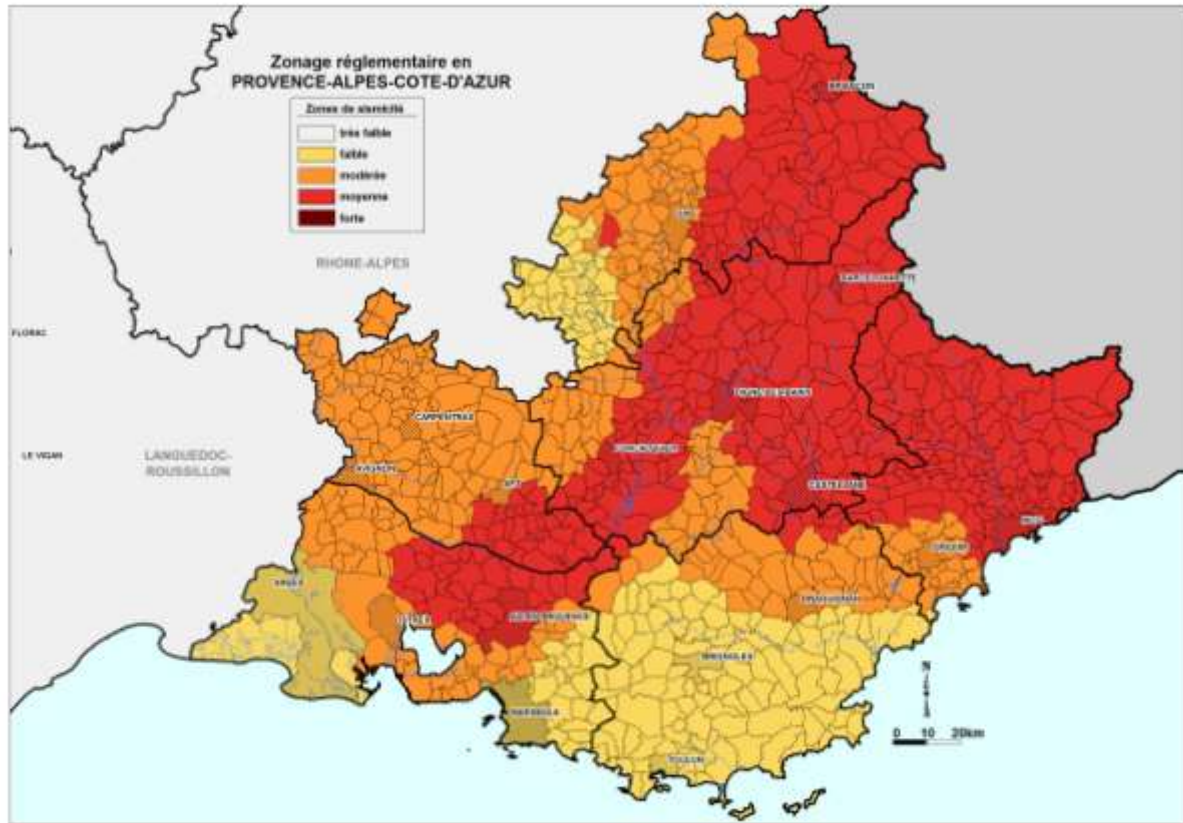 Zonage réglementaire en
PROVENCE-ALPES-COTE-D'AZUR
Zones de sismicité
très faible
faible
modérée
moyenne
forte
BRIANCON
GAP
RHONE-ALPES
BARCELONNETTE
FLORAC
DIGNE-LES-BAINS
CARPENTRAS
FORCALQUIER
LE VIGAN
LANGUEDOC-
ROUSSILLON
AVIGNON
APT
CASTELLANE
NICE
GRASSE
ARLES
DRAGUIGNAN
ISTRES
AIX-EN-PROVENCE
BRIGNOLES
N
MARSEILLE
0 10 20km
TOULON